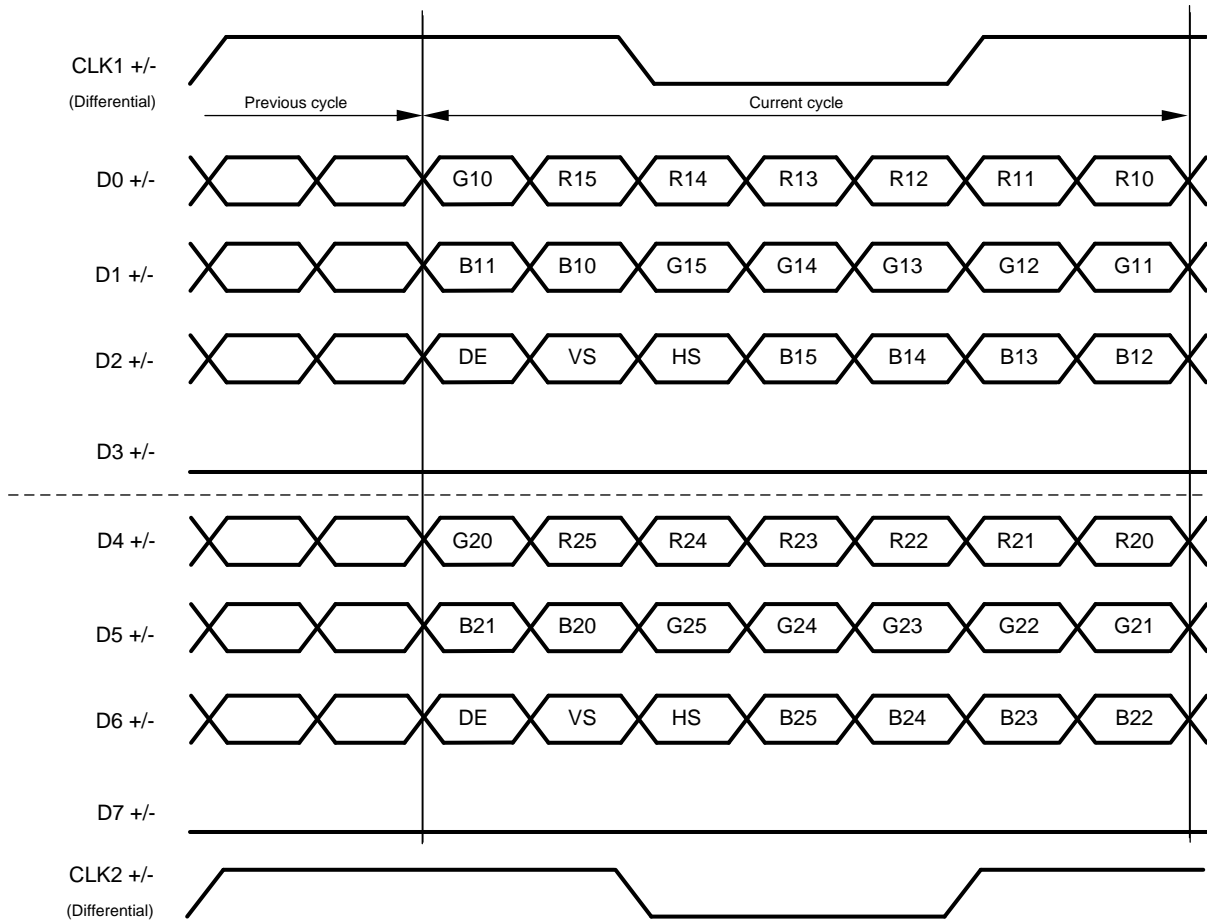 CLK1 +/-
(Differential)
Previous cycle Current cycle
D0 +/- G10 R15 R14 R13 R12 R11 R10
D1 +/- B11 B10 G15 G14 G13 G12 G11
D2 +/- DE VS HS B15 B14 B13 B12
D3 +/-
D4 +/- G20 R25 R24 R23 R22 R21 R20
D5 +/- B21 B20 G25 G24 G23 G22 G21
D6 +/- DE VS HS B25 B24 B23 B22
D7 +/-
CLK2 +/-
(Differential)